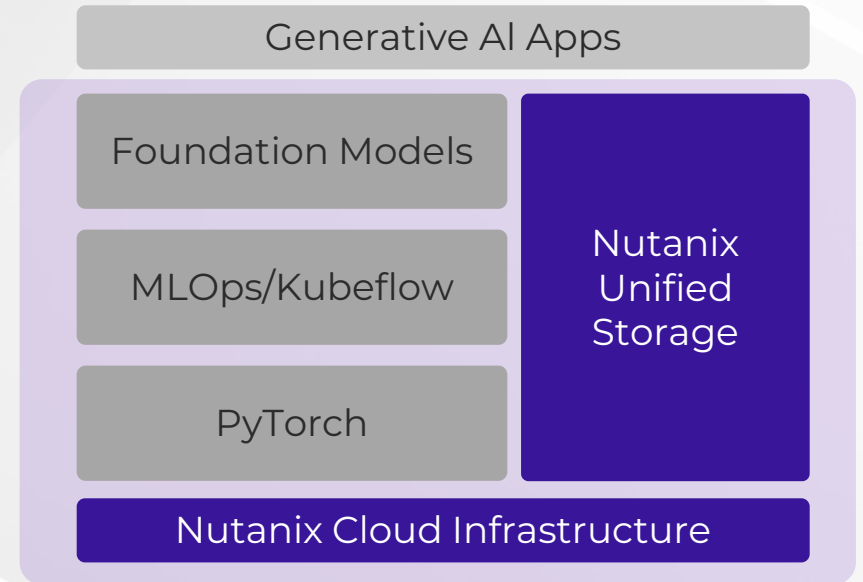 Generative AI Apps
Foundation Models
MLOps/Kubeflow
PyTorch
Nutanix
Unified
Storage
Nutanix Cloud Infrastructure